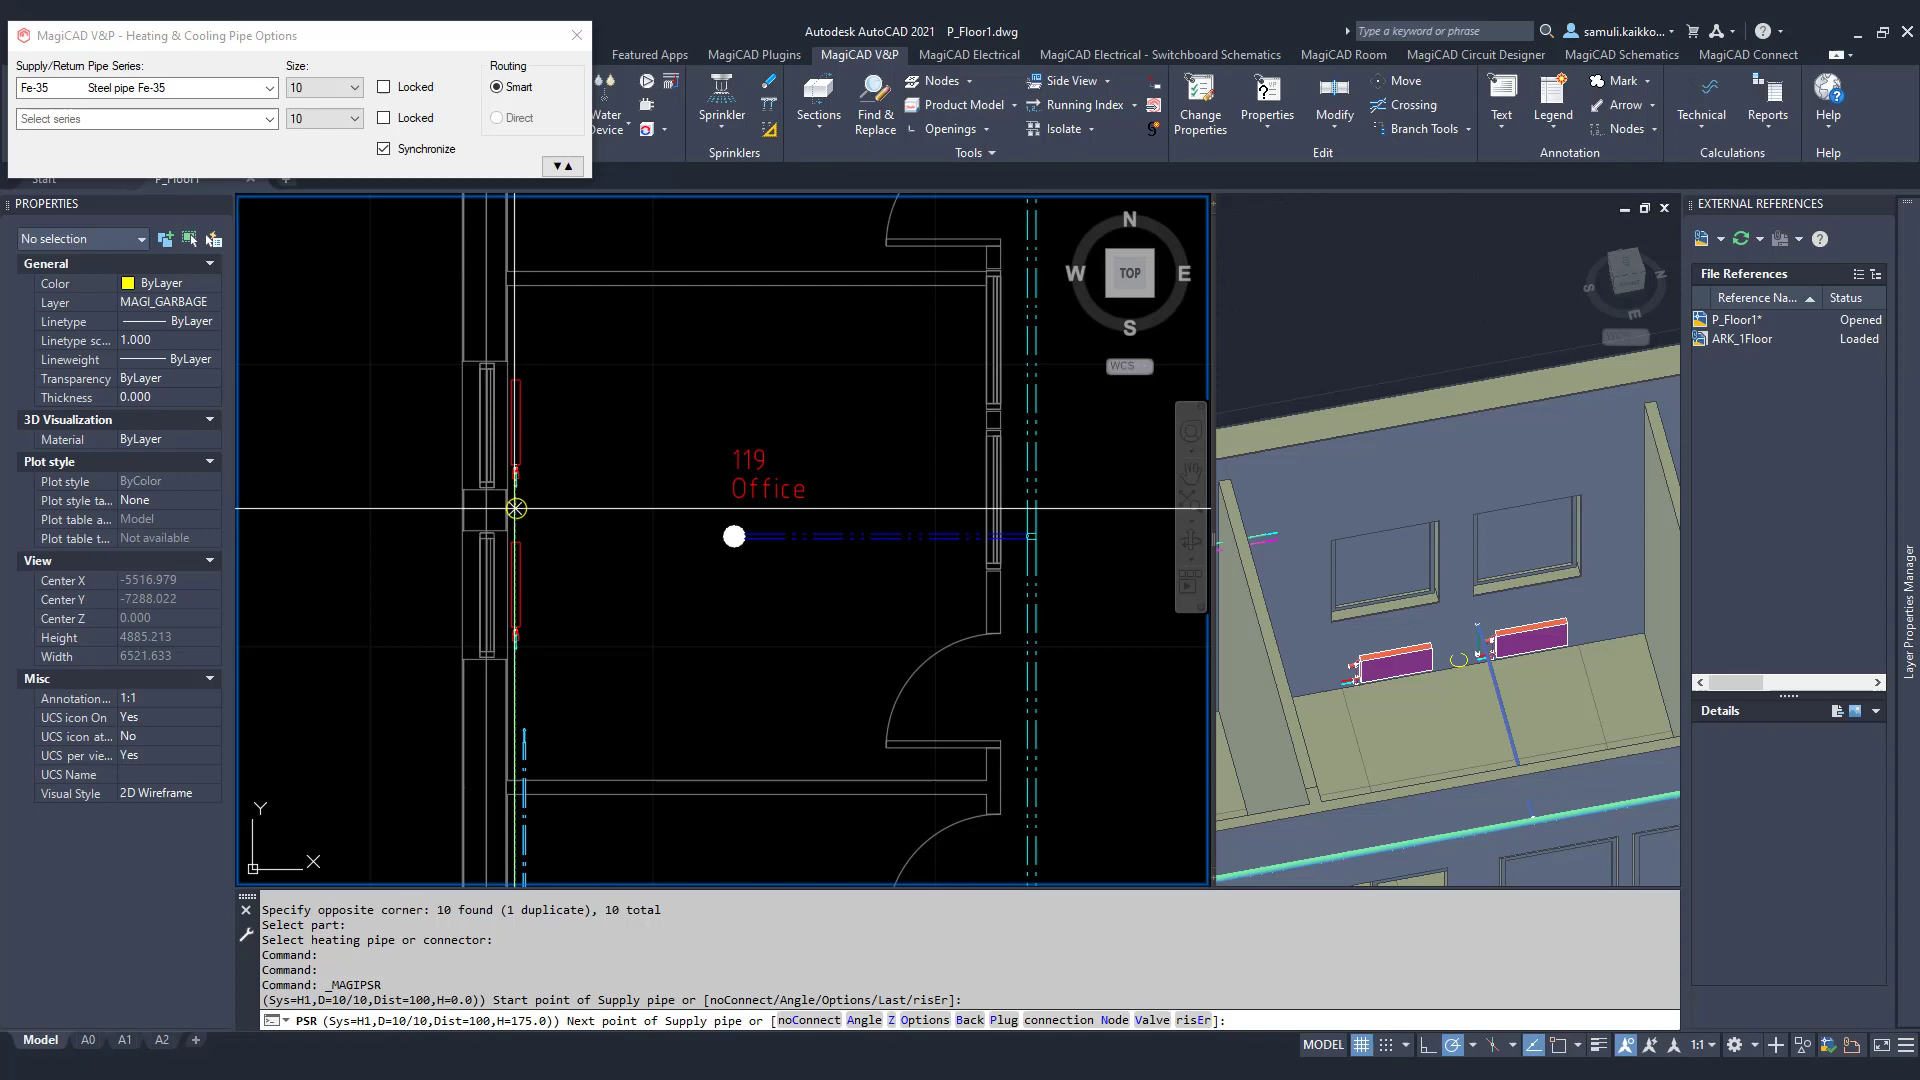 MagiCAD V&P - Heating & Cooling Pipe Options
Supply/Return Pipe Series:
Size:
Routing
Fe-35 Steel pipe Fe-35
10
Locked
Smart
Select series
10
Locked
Direct
Synchronize
Autodesk AutoCAD 2021 P_Floor1.dwg
Type a keyword or phrase
samuli.kaikko...
Featured Apps
MagiCAD Plugins
MagiCAD V&P
MagiCAD Electrical
MagiCAD Electrical - Switchboard Schematics
MagiCAD Room
MagiCAD Circuit Designer
MagiCAD Schematics
MagiCAD Connect
Water
Device
Sprinkler
Sprinklers
Sections
Find &
Replace
Nodes
Product Model
Openings
Side View
Running Index
Isolate
Tools
Change
Properties
Properties
Modify
Move
Crossing
Branch Tools
Edit
Text
Legend
Mark
Arrow
Nodes
Annotation
Technical
Reports
Calculations
Help
Help
Start
P_Floor1
PROPERTIES
No selection
General
Color ByLayer
Layer MAGI_GARBAGE
Linetype ByLayer
Linetype sc... 1.000
Lineweight ByLayer
Transparency ByLayer
Thickness 0.000
3D Visualization
Material ByLayer
Plot style
Plot style ByColor
Plot style ta... None
Plot table a... Model
Plot table t... Not available
View
Center X -5516.979
Center Y -7288.022
Center Z 0.000
Height 4885.213
Width 6521.633
Misc
Annotation... 1:1
UCS icon On Yes
UCS icon at... No
UCS per vie... Yes
UCS Name
Visual Style 2D Wireframe
119
Office
N
W
TOP
E
S
WCS
Y
X
S
N
E
EXTERNAL REFERENCES
File References
Reference Na... Status
P_Floor1* Opened
ARK_1Floor Loaded
Details
Layer Properties Manager
Specify opposite corner: 10 found (1 duplicate), 10 total
Select part:
Select heating pipe or connector:
Command:
Command:
Command: _MAGIPSR
(Sys=H1,D=10/10,Dist=100,H=0.0)) Start point of Supply pipe or [noConnect/Angle/Options/Last/risEr]:
PSR (Sys=H1,D=10/10,Dist=100,H=175.0)) Next point of Supply pipe or [noConnect Angle Z Options Back Plug connection Node Valve risEr]:
Model
A0
A1
A2
MODEL
1:1